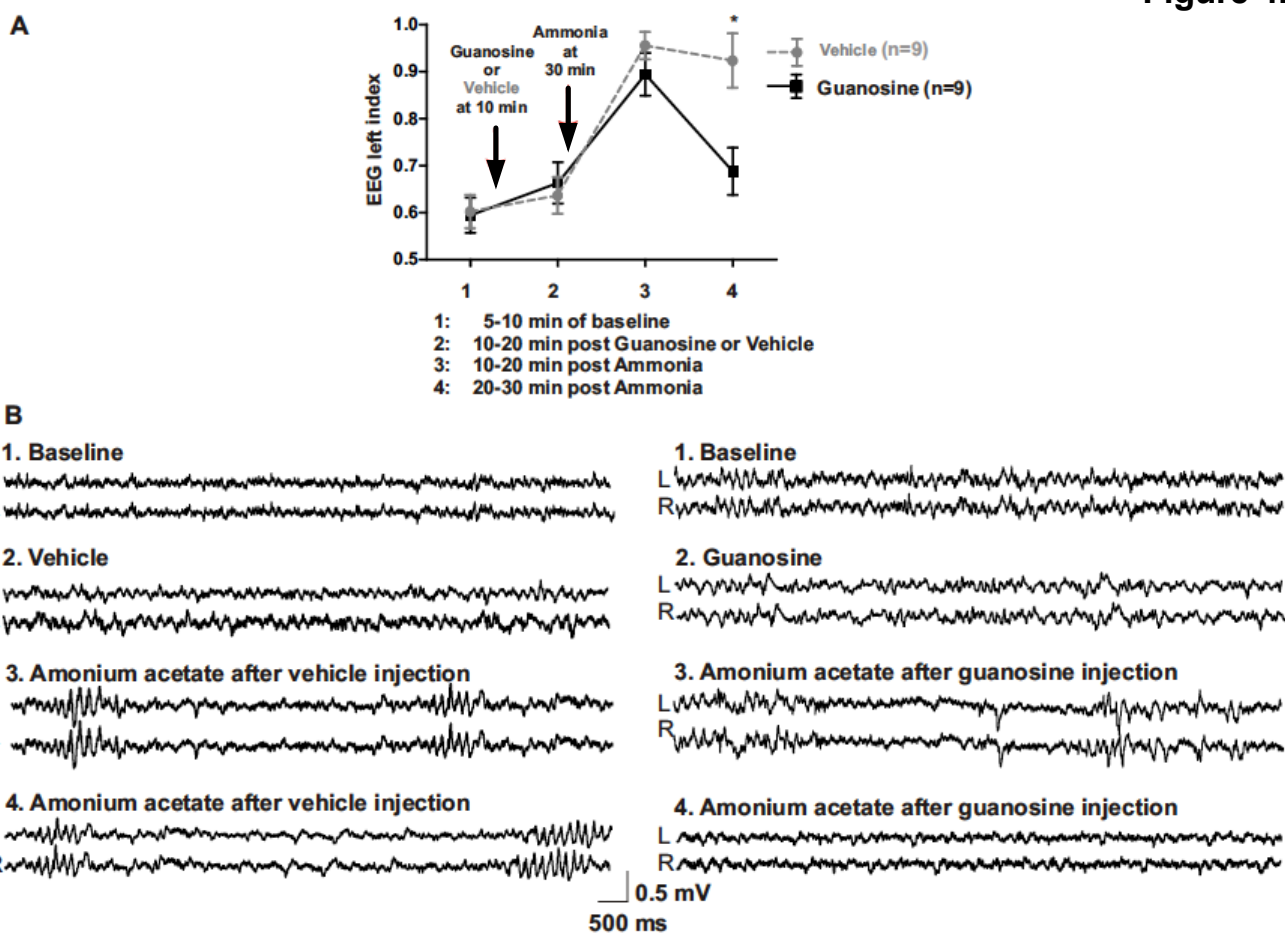 A
Guanosine
or
Vehicle
at 10 min
Ammonia
at
30 min
*
Vehicle (n=9)
Guanosine (n=9)
EEG left index
1.0
0.9
0.8
0.7
0.6
0.5
1 2 3 4
1: 5-10 min of baseline
2: 10-20 min post Guanosine or Vehicle
3: 10-20 min post Ammonia
4: 20-30 min post Ammonia
B
1. Baseline
2. Vehicle
3. Amonium acetate after vehicle injection
4. Amonium acetate after vehicle injection
1. Baseline
L
R
2. Guanosine
L
R
3. Amonium acetate after guanosine injection
L
R
4. Amonium acetate after guanosine injection
L
R
0.5 mV
500 ms